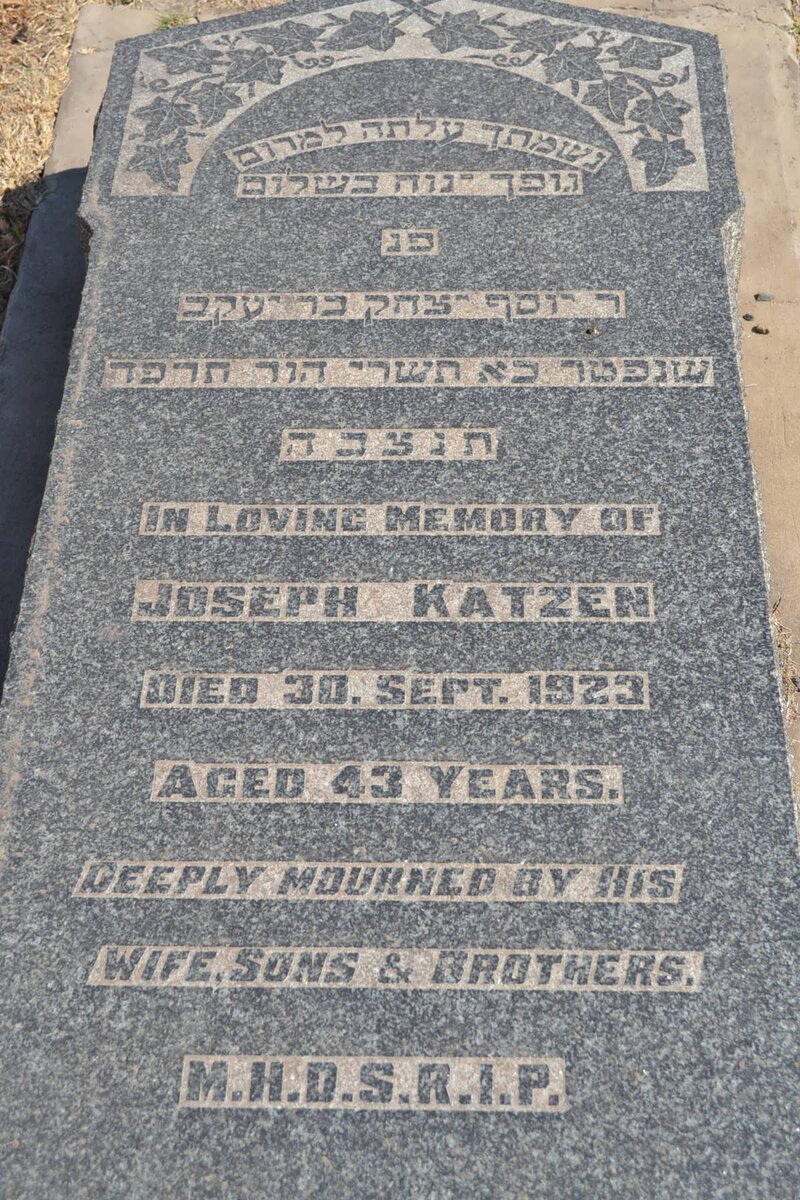 נשמתך עלתה למרום
גופך ינוח בשלום
פנ
ר יוסף יצחק בר יעקב
שנפטר כא תשרי הור תרפד
ת נ צ ב ה
IN LOVING MEMORY OF
JOSEPH KATZEN
DIED 30. SEPT. 1923
AGED 43 YEARS.
DEEPLY MOURNED BY HIS
WIFE, SONS & BROTHERS.
M.H.D.S.R.I.P.